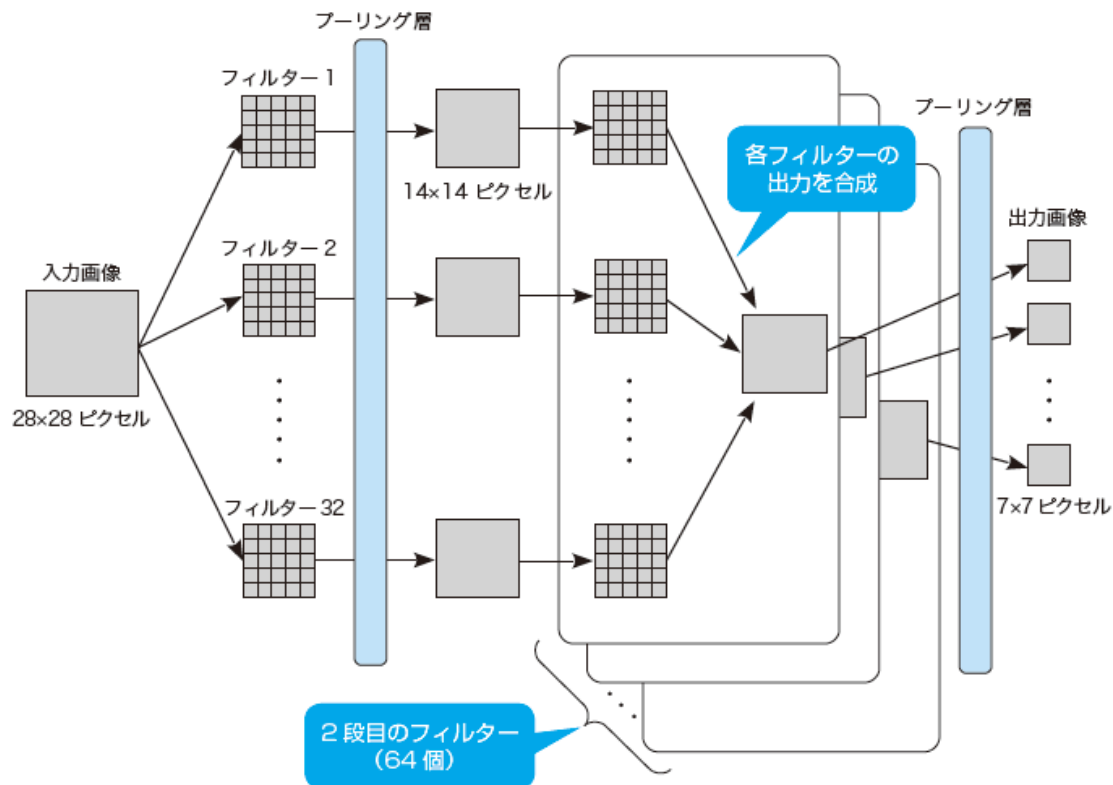 プーリング層
フィルター 1
14×14 ピクセル
フィルター 2
入力画像
28×28 ピクセル
フィルター 32
各フィルターの
出力を合成
プーリング層
出力画像
7×7 ピクセル
2 段目のフィルター
（64 個）